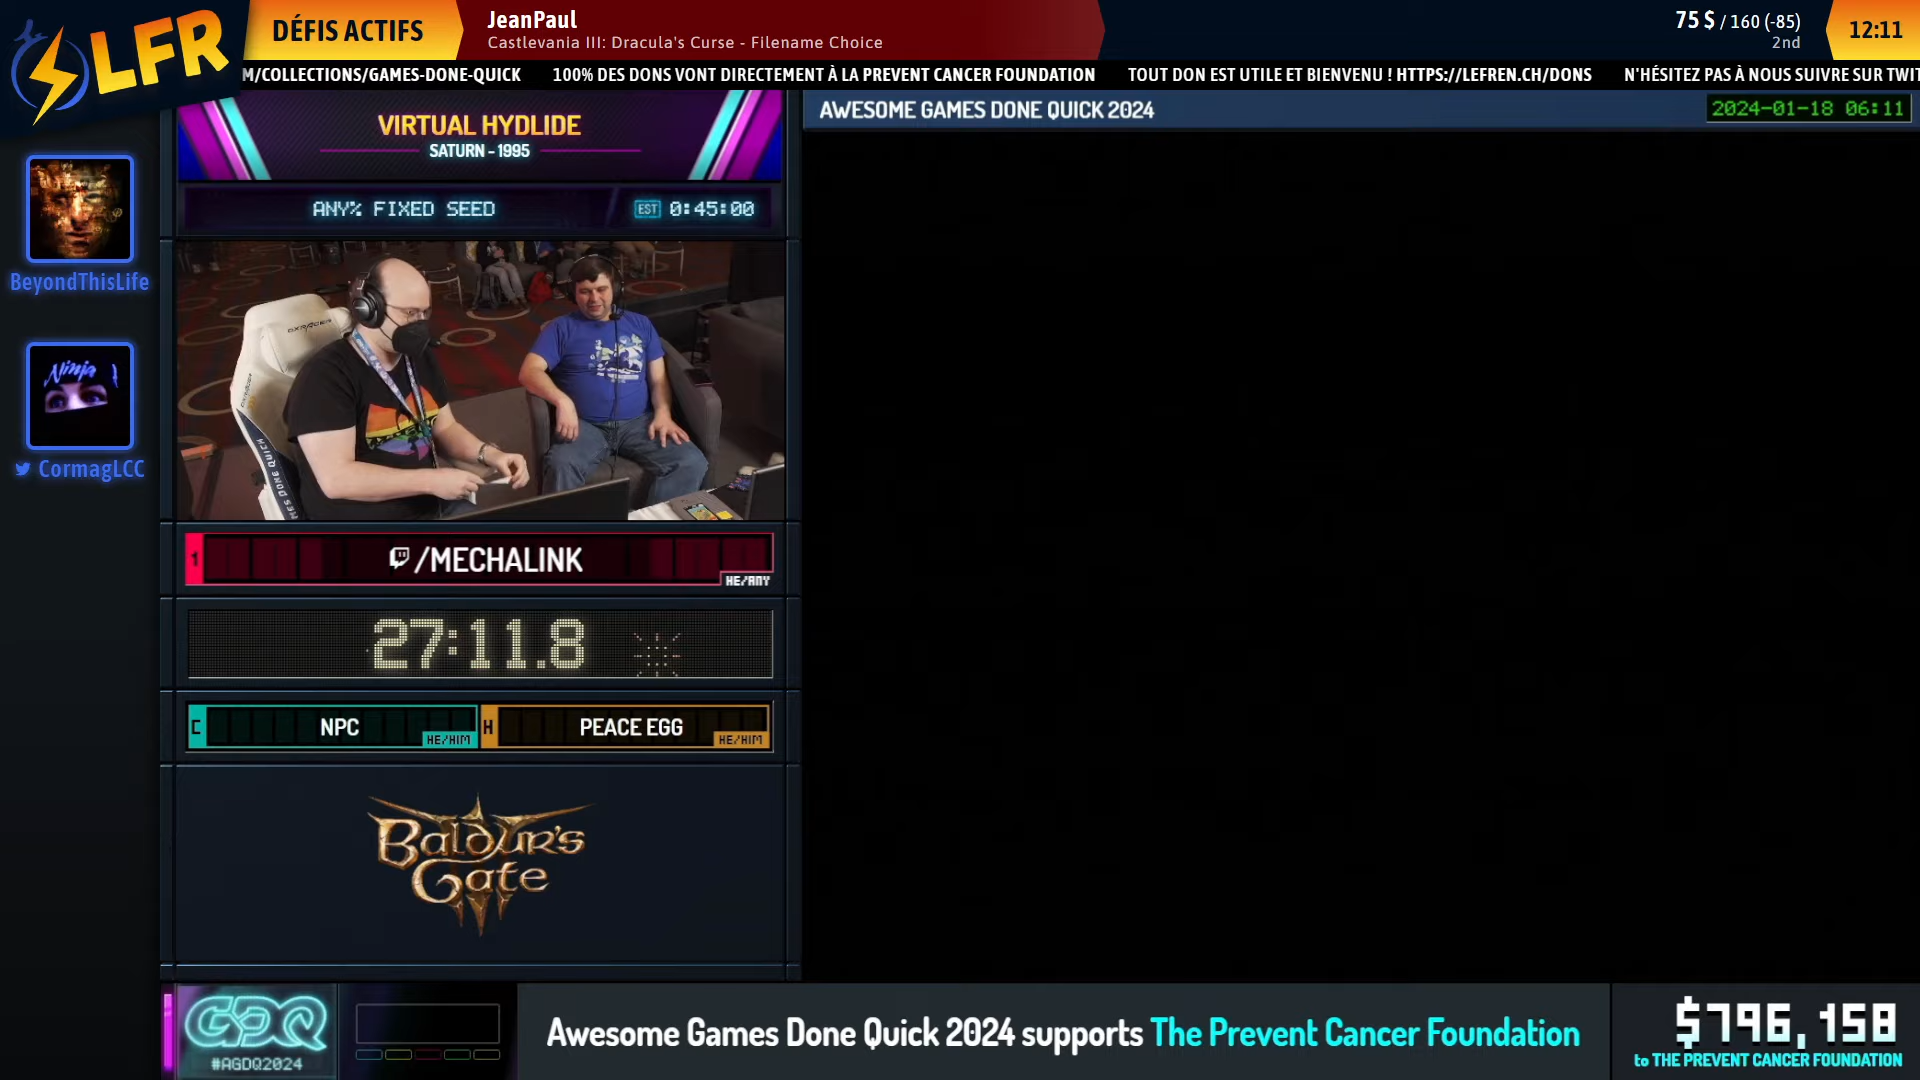 LFR
DÉFIS ACTIFS
JeanPaul
Castlevania III: Dracula's Curse - Filename Choice
75 $ / 160 (-85)
2nd
12:11
M/COLLECTIONS/GAMES-DONE-QUICK 100% DES DONS VONT DIRECTEMENT À LA PREVENT CANCER FOUNDATION TOUT DON EST UTILE ET BIENVENU ! HTTPS://LEFREN.CH/DONS N'HÉSITEZ PAS À NOUS SUIVRE SUR TWIT
VIRTUAL HYDLIDE
SATURN - 1995
ANY% FIXED SEED
EST 0:45:00
AWESOME GAMES DONE QUICK 2024
2024-01-18 06:11
BeyondThisLife
Ninja
CormagLCC
1
/MECHALINK
HE/ANY
27:11.8
C NPC HE/HIM
H PEACE EGG HE/HIM
Baldur's
Gate
III
GDQ
#AGDQ2024
Awesome Games Done Quick 2024 supports The Prevent Cancer Foundation
$796,158
to THE PREVENT CANCER FOUNDATION